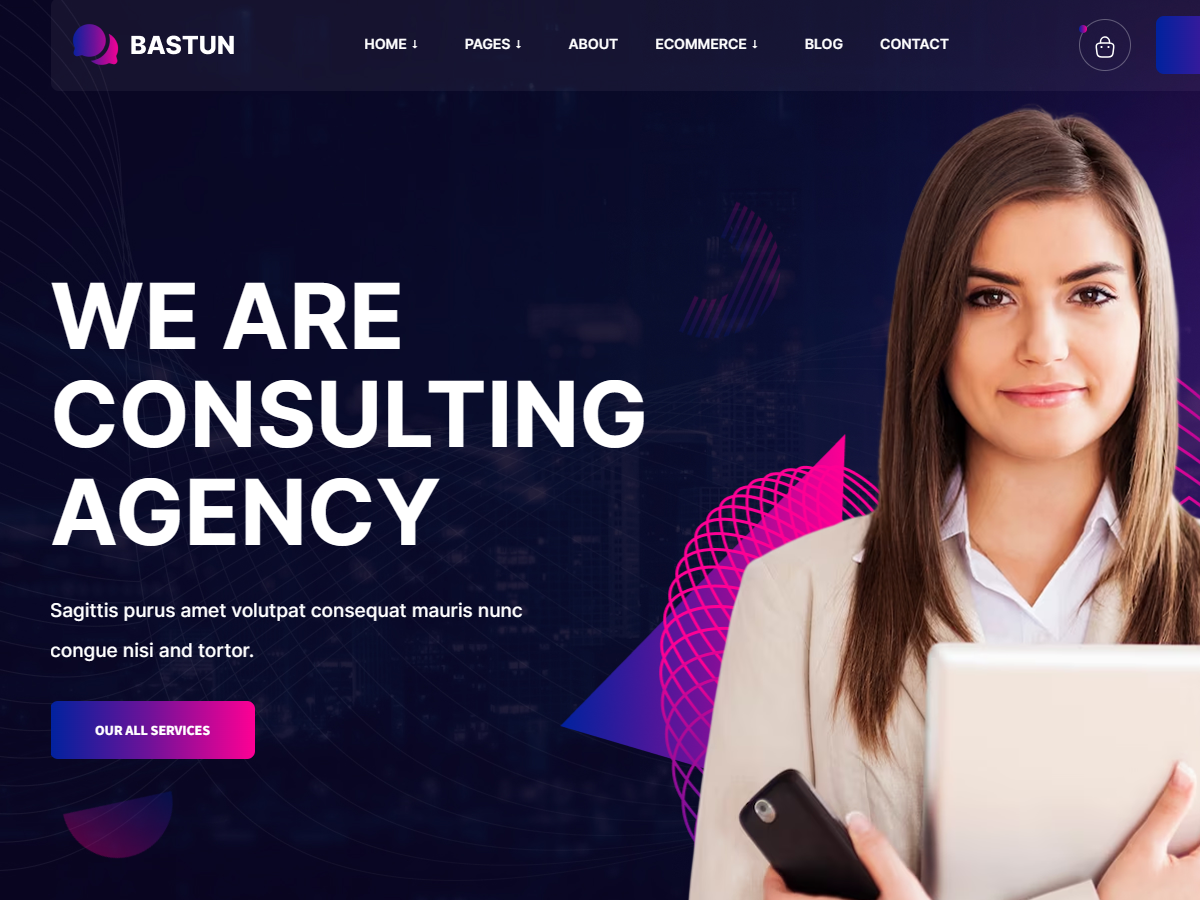 BASTUN
HOME ↓ PAGES ↓ ABOUT ECOMMERCE ↓ BLOG CONTACT
WE ARE
CONSULTING
AGENCY
Sagittis purus amet volutpat consequat mauris nunc
congue nisi and tortor.
OUR ALL SERVICES